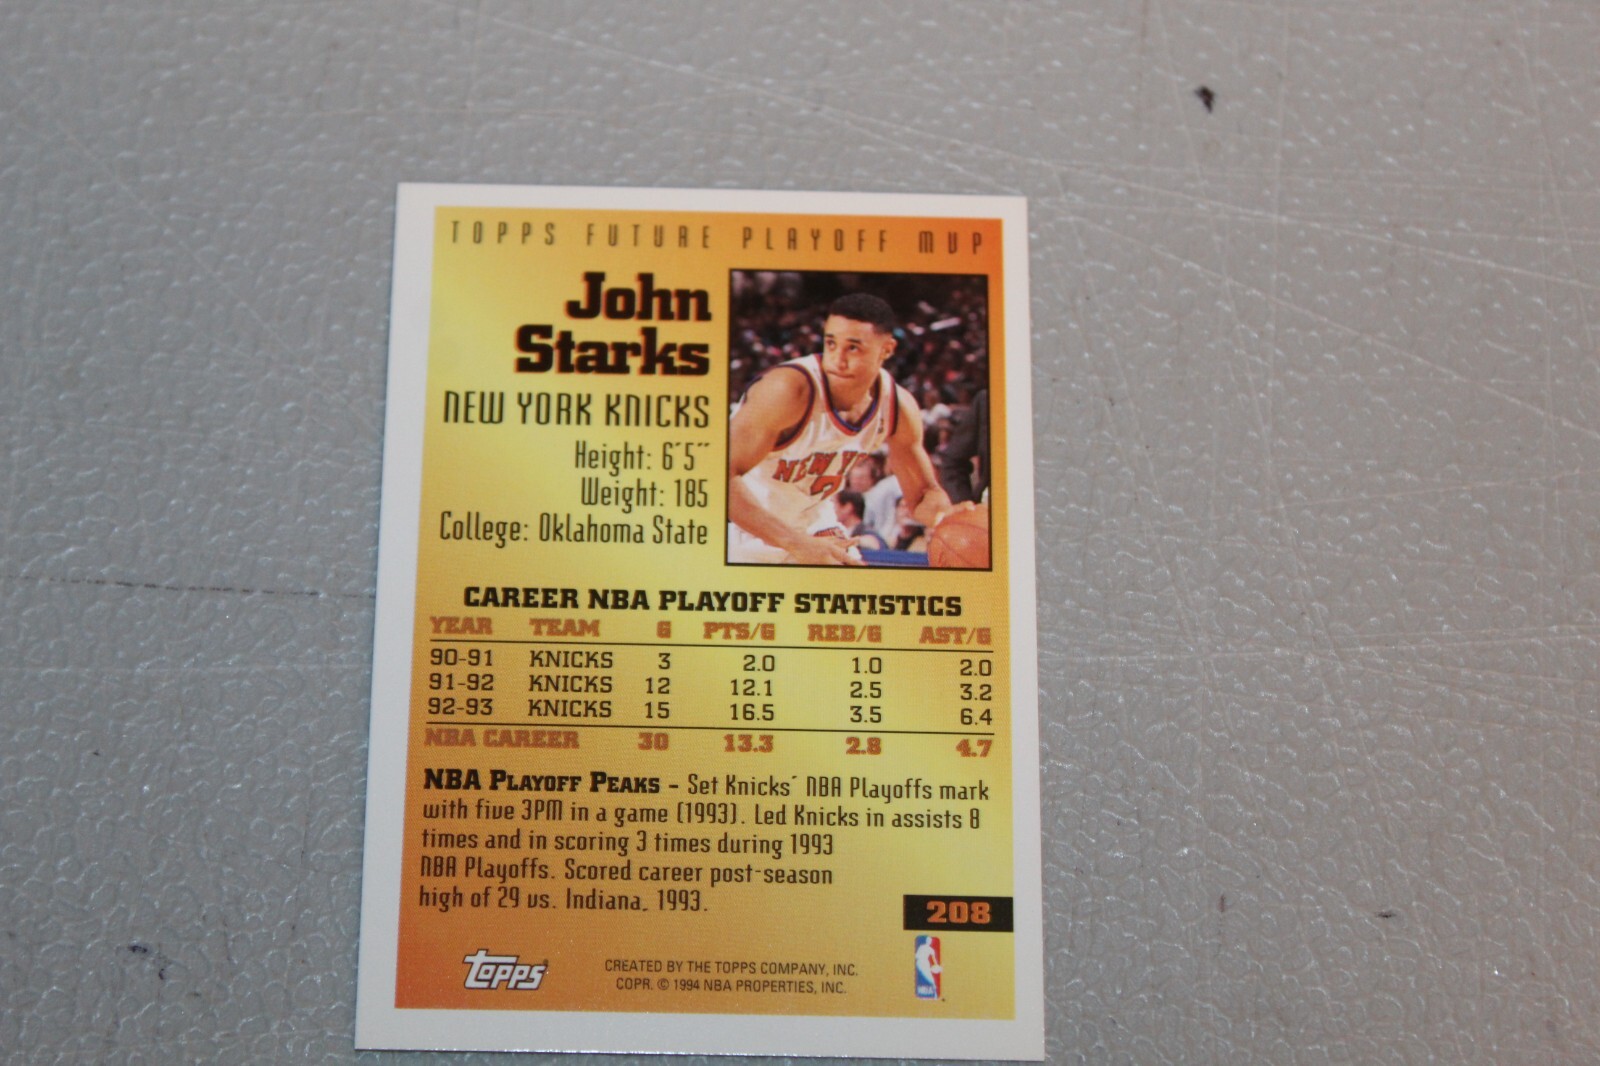 TOPPS FUTURE PLAYOFF MVP
John
Starks
NEW YORK KNICKS
Height: 6'5"
Weight: 185
College: Oklahoma State
NEW Y
CAREER NBA PLAYOFF STATISTICS
YEAR TEAM G PTS/G REB/G AST/G
90-91 KNICKS 3 2.0 1.0 2.0
91-92 KNICKS 12 12.1 2.5 3.2
92-93 KNICKS 15 16.5 3.5 6.4
NBA CAREER 30 13.3 2.8 4.7
NBA PLAYOFF PEAKS - Set Knicks' NBA Playoffs mark
with five 3PM in a game (1993). Led Knicks in assists 8
times and in scoring 3 times during 1993
NBA Playoffs. Scored career post-season
high of 29 vs. Indiana, 1993.
208
TOPPS®
CREATED BY THE TOPPS COMPANY, INC.
COPR. © 1994 NBA PROPERTIES, INC.
NBA